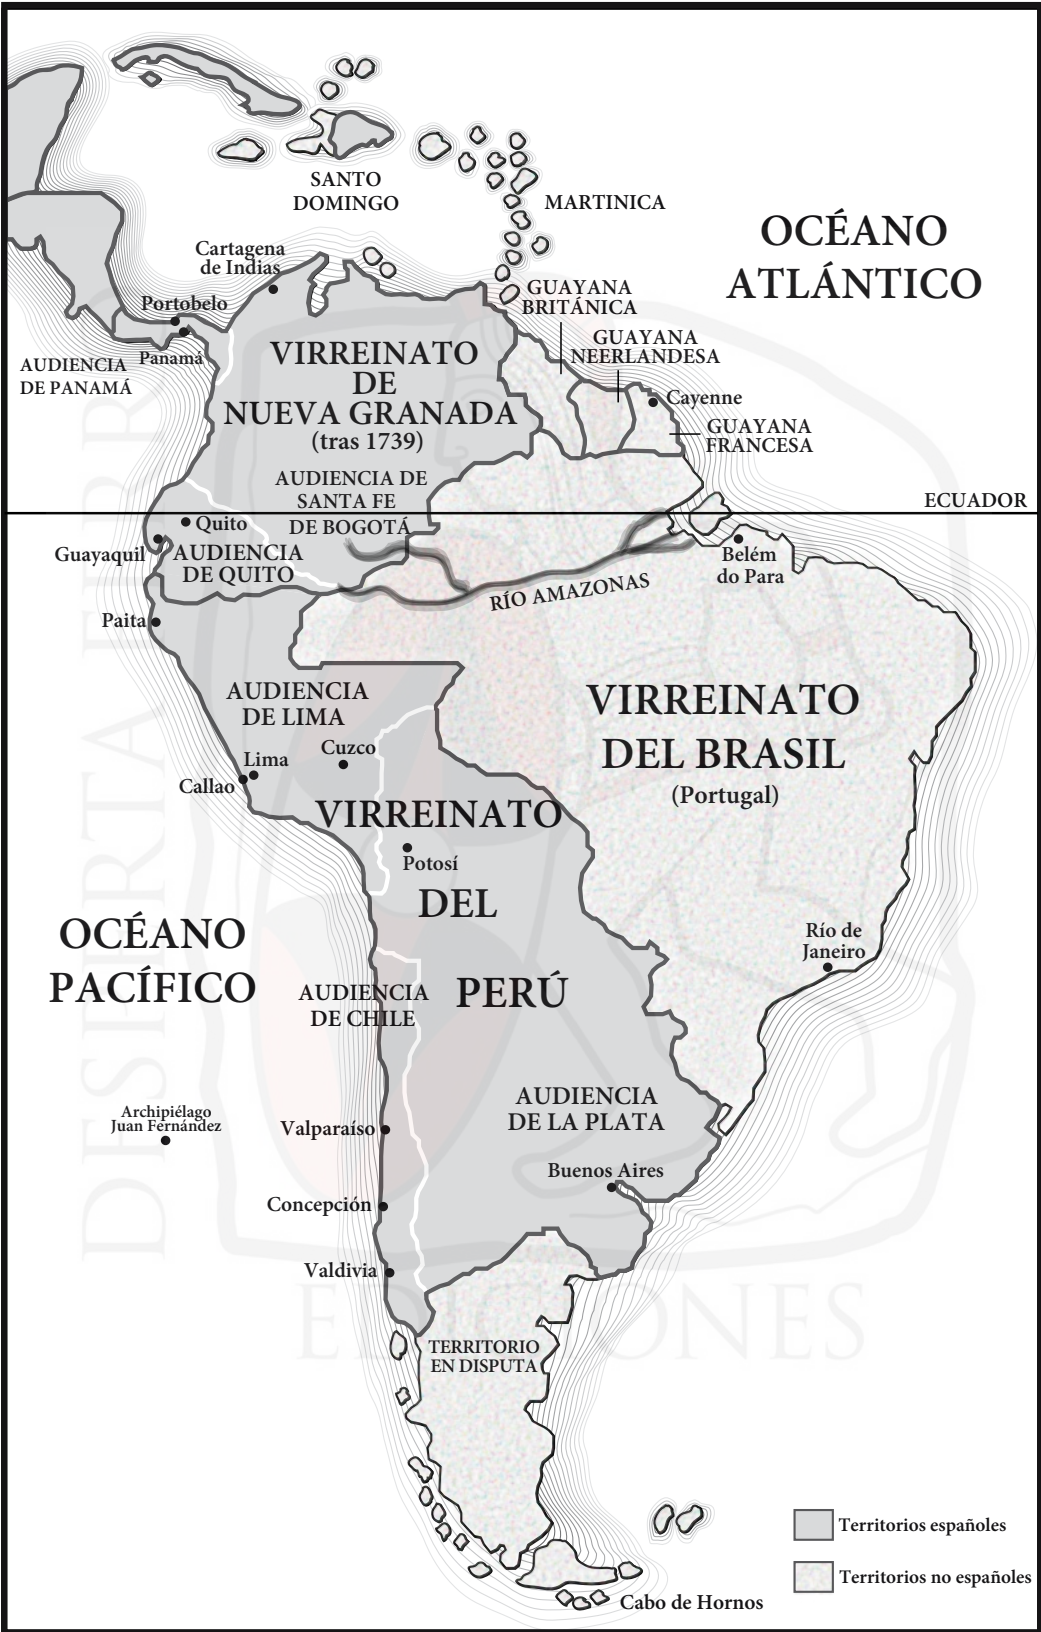 SANTO
DOMINGO
MARTINICA
OCÉANO
ATLÁNTICO
Cartagena
de Indias
Portobelo
Panamá
AUDIENCIA
DE PANAMÁ
GUAYANA
BRITÁNICA
GUAYANA
NEERLANDESA
Cayenne
GUAYANA
FRANCESA
VIRREINATO
DE
NUEVA GRANADA
(tras 1739)
AUDIENCIA DE
SANTA FE
DE BOGOTÁ
ECUADOR
Quito
Guayaquil
AUDIENCIA
DE QUITO
Belém
do Para
RÍO AMAZONAS
Paita
AUDIENCIA
DE LIMA
VIRREINATO
DEL BRASIL
(Portugal)
Lima
Cuzco
Callao
VIRREINATO
DEL
PERÚ
Potosí
OCÉANO
PACÍFICO
Río de
Janeiro
AUDIENCIA
DE CHILE
AUDIENCIA
DE LA PLATA
Archipiélago
Juan Fernández
Valparaíso
Buenos Aires
Concepción
Valdivia
TERRITORIO
EN DISPUTA
Territorios españoles
Territorios no españoles
Cabo de Hornos
DESPERTA FERRO
EDICIONES